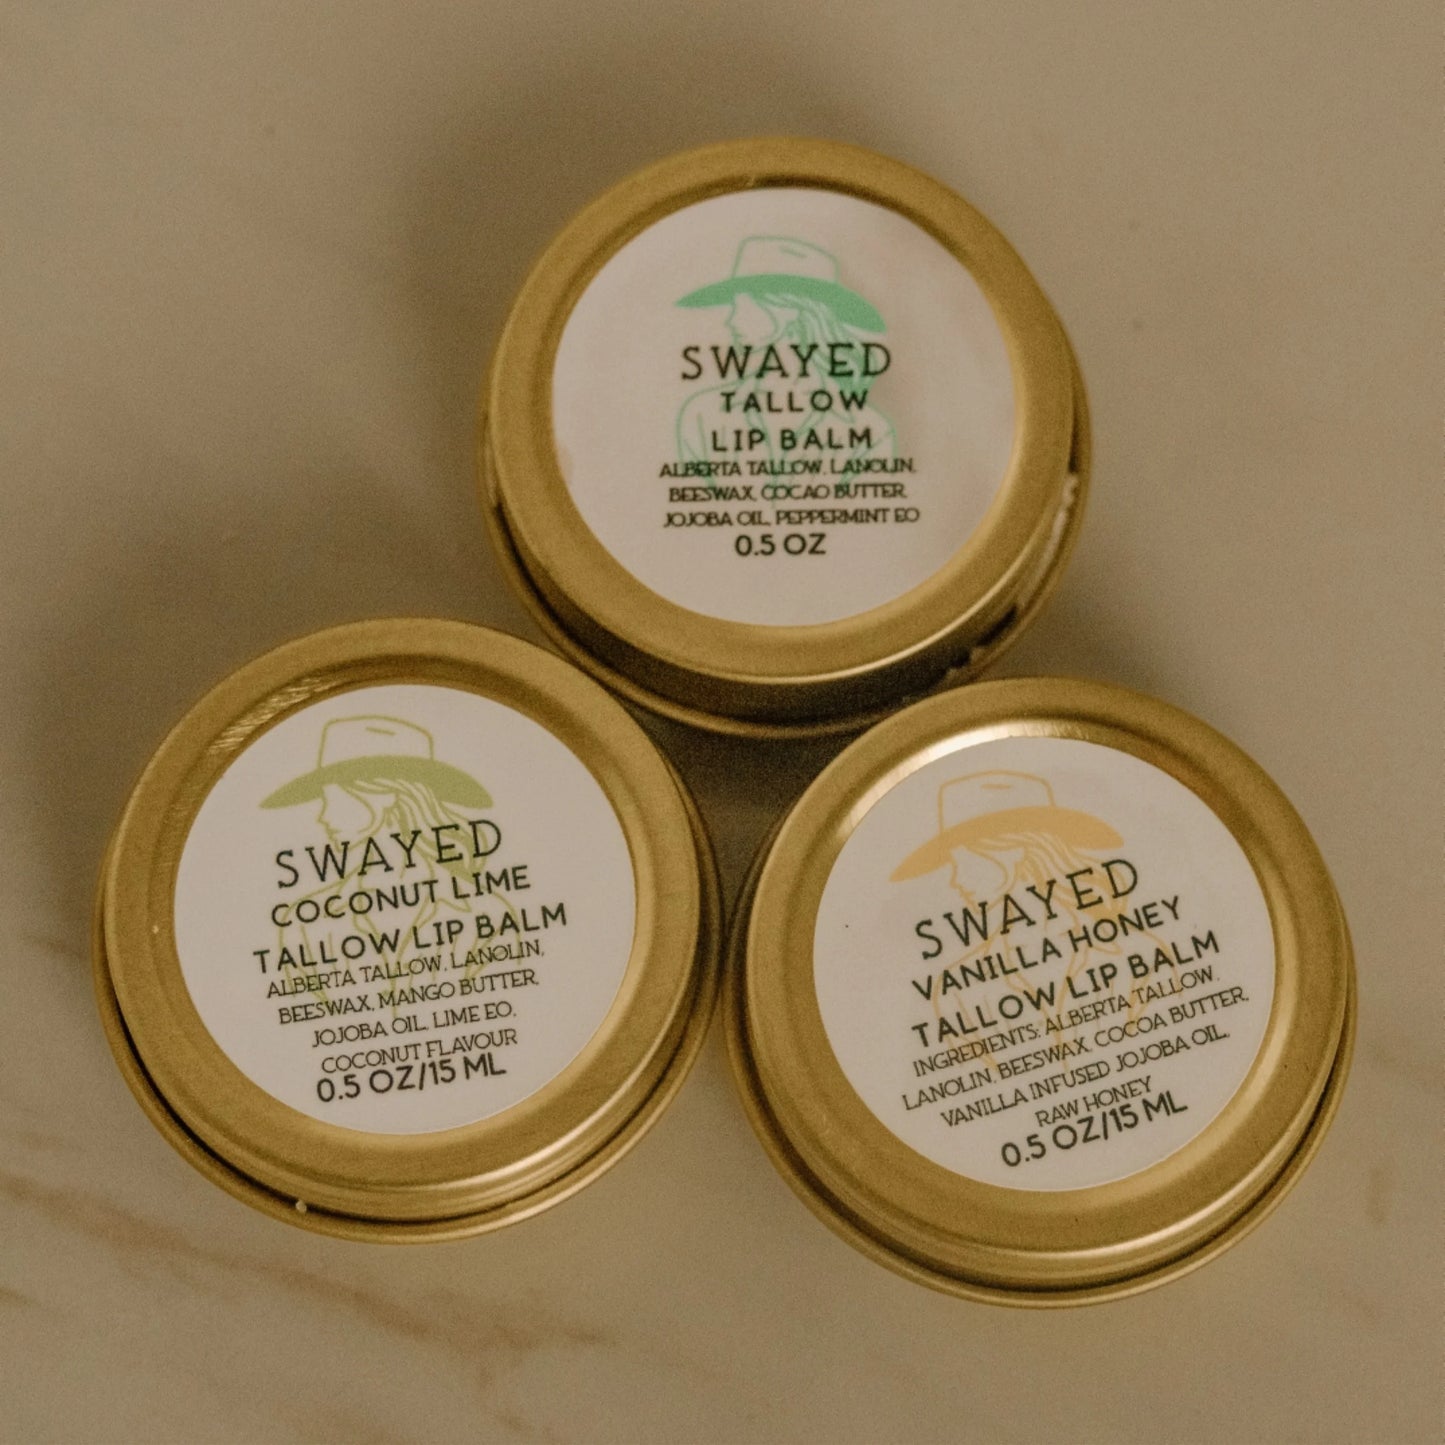 SWAYED
TALLOW
LIP BALM
ALBERTA TALLOW, LANOLIN,
BEESWAX, COCAO BUTTER,
JOJOBA OIL, PEPPERMINT EO
0.5 OZ
SWAYED
COCONUT LIME
TALLOW LIP BALM
ALBERTA TALLOW, LANOLIN,
BEESWAX, MANGO BUTTER,
JOJOBA OIL, LIME EO,
COCONUT FLAVOUR
0.5 OZ/15 ML
SWAYED
VANILLA HONEY
TALLOW LIP BALM
INGREDIENTS: ALBERTA TALLOW,
LANOLIN, BEESWAX, COCOA BUTTER,
VANILLA INFUSED JOJOBA OIL,
RAW HONEY
0.5 OZ/15 ML